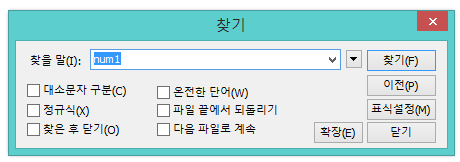 찾기
찾을 말(I): num1 찾기(F)
이전(P)
대소문자 구분(C) 온전한 단어(W)
정규식(X) 파일 끝에서 되돌리기 표식설정(M)
찾은 후 닫기(O) 다음 파일로 계속 확장(E) 닫기